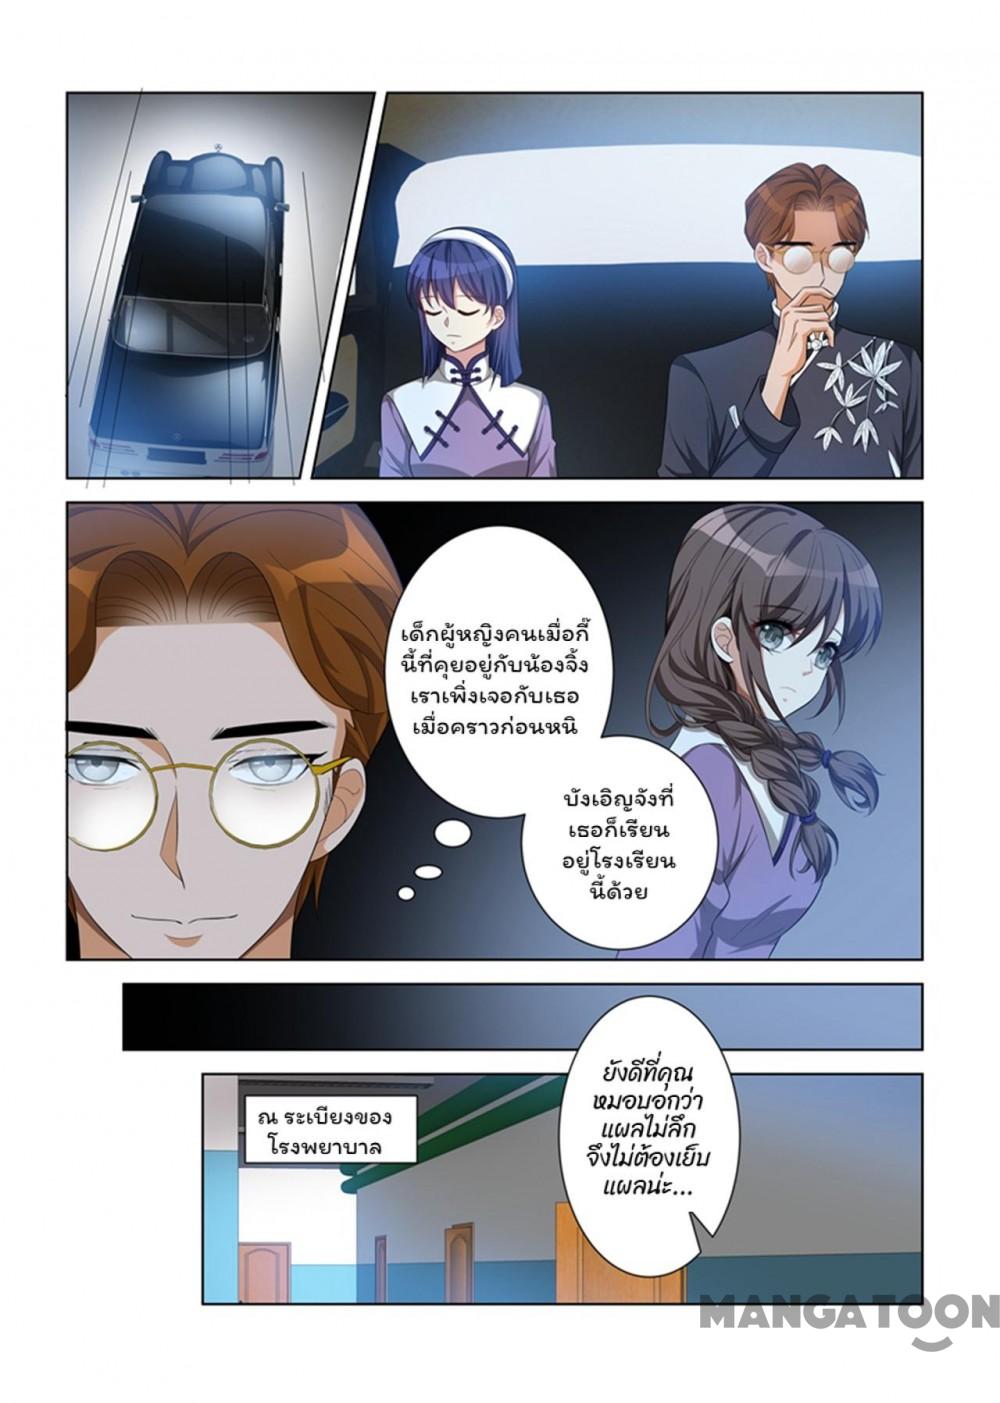 เด็กผู้หญิงคนเมื่อกี๊
นี้ที่คุยอยู่กับน้องจิ้ง
เราเพิ่งเจอกับเธอ
เมื่อคราวก่อนหนิ
บังเอิญจังที่
เธอก็เรียน
อยู่โรงเรียน
นี้ด้วย
ณ ระเบียงของ
โรงพยาบาล
ยังดีที่คุณ
หมอบอกว่า
แผลไม่ลึก
จึงไม่ต้องเย็บ
แผลน่ะ...
MANGATOON